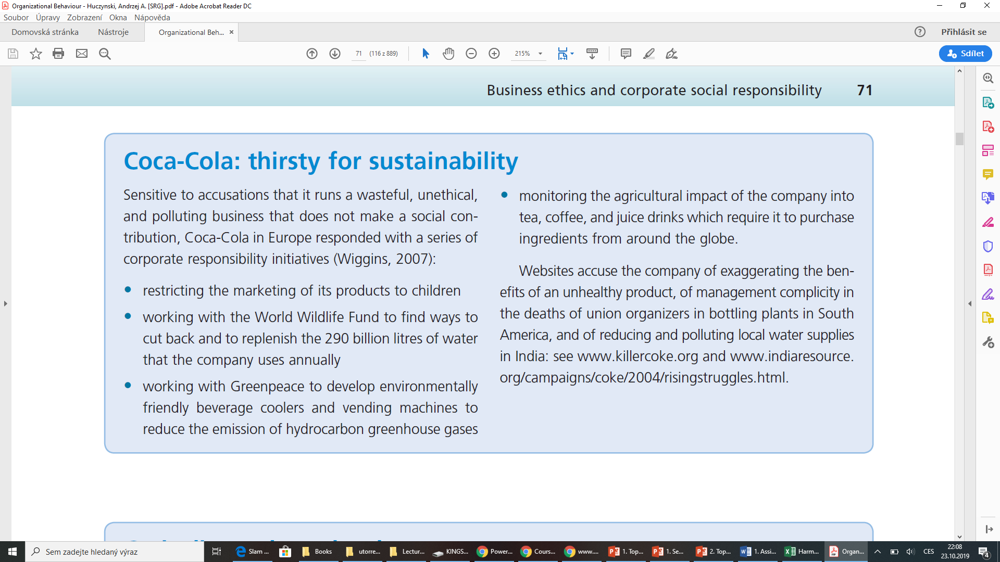 Organizational Behaviour - Huczynski, Andrzej A. [SRG].pdf - Adobe Acrobat Reader DC
Soubor Úpravy Zobrazení Okna Nápověda
Domovská stránka Nástroje Organizational Beh... × Přihlásit se
71 (116 z 889) 215% Sdílet
Business ethics and corporate social responsibility 71
Coca-Cola: thirsty for sustainability
Sensitive to accusations that it runs a wasteful, unethical,
and polluting business that does not make a social con-
tribution, Coca-Cola in Europe responded with a series of
corporate responsibility initiatives (Wiggins, 2007):
• restricting the marketing of its products to children
• working with the World Wildlife Fund to find ways to
cut back and to replenish the 290 billion litres of water
that the company uses annually
• working with Greenpeace to develop environmentally
friendly beverage coolers and vending machines to
reduce the emission of hydrocarbon greenhouse gases
• monitoring the agricultural impact of the company into
tea, coffee, and juice drinks which require it to purchase
ingredients from around the globe.
Websites accuse the company of exaggerating the ben-
efits of an unhealthy product, of management complicity in
the deaths of union organizers in bottling plants in South
America, and of reducing and polluting local water supplies
in India: see www.killercoke.org and www.indiaresource.
org/campaigns/coke/2004/risingstruggles.html.
Sem zadejte hledaný výraz Slam ... Books utorre... Lectur... KINGS... Power... Cours... www.... 1. Top... 1. Se... 2. Top... 1. Assi... Harm... Organ... CES 22:08
23.10.2019 4